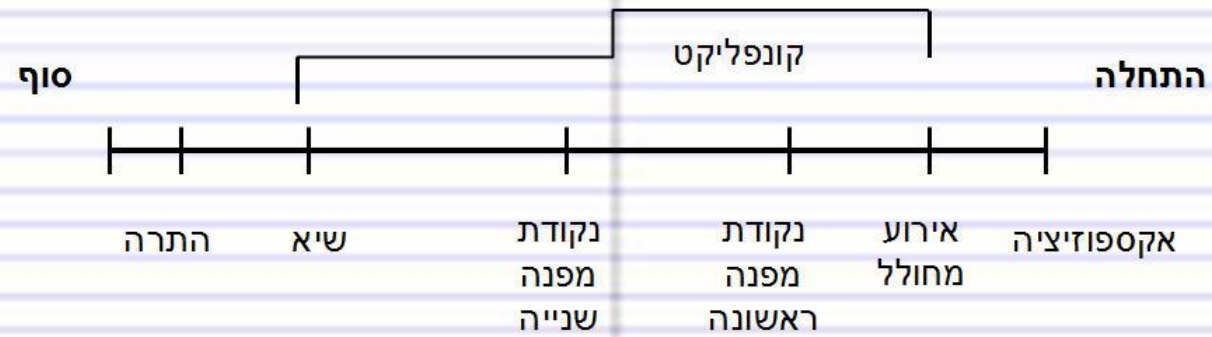 קונפליקט
התחלה
סוף
אקספוזיציה
אירוע
מחולל
נקודת
מפנה
ראשונה
נקודת
מפנה
שנייה
שיא
התרה